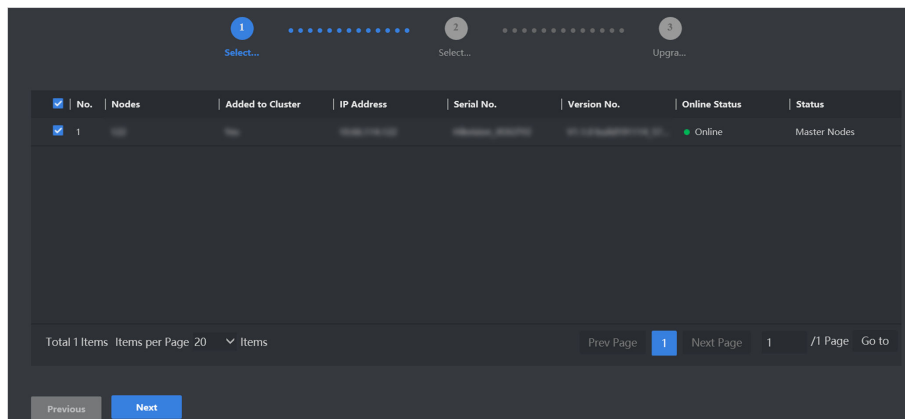 1 2 3
Select... Select... Upgra...
No. Nodes Added to Cluster IP Address Serial No. Version No. Online Status Status
1 Online Master Nodes
Total 1 Items Items per Page 20 Items Prev Page 1 Next Page 1 /1 Page Go to
Previous Next